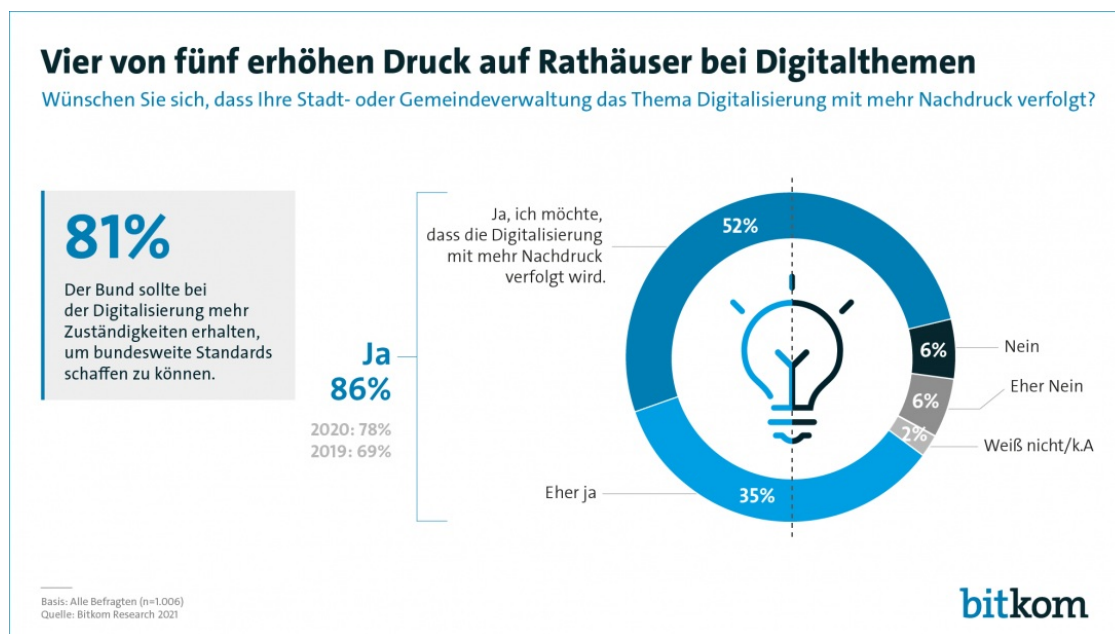 Vier von fünf erhöhen Druck auf Rathäuser bei Digitalthemen
Wünschen Sie sich, dass Ihre Stadt- oder Gemeindeverwaltung das Thema Digitalisierung mit mehr Nachdruck verfolgt?
81%
Der Bund sollte bei
der Digitalisierung mehr
Zuständigkeiten erhalten,
um bundesweite Standards
schaffen zu können.
Ja
86%
2020: 78%
2019: 69%
Ja, ich möchte,
dass die Digitalisierung
mit mehr Nachdruck
verfolgt wird.
52%
6%
Nein
6%
Eher Nein
2%
Weiß nicht/k.A
Eher ja
35%
Basis: Alle Befragten (n=1.006)
Quelle: Bitkom Research 2021
bitkom